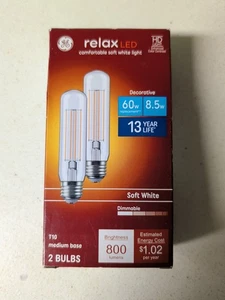 GE
relax LED
comfortable soft white light
HD
Decorative
60w
8.5w
13 YEAR
LIFE
Soft White
Dimmable
T10
medium base
2 BULBS
Brightness
800
lumens
Estimated
Energy Cost
$1.02
per year